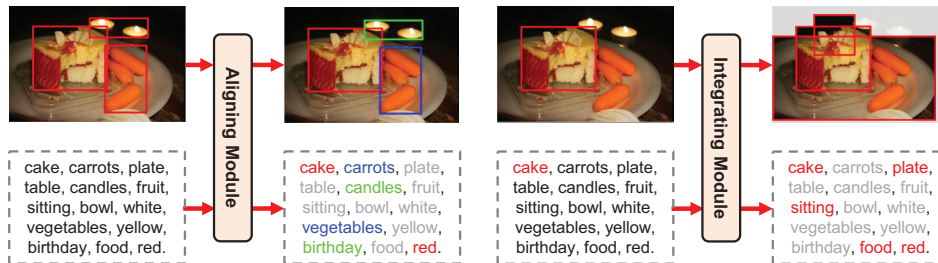 cake, carrots, plate,
table, candles, fruit,
sitting, bowl, white,
vegetables, yellow,
birthday, food, red.
Aligning Module
cake, carrots, plate,
table, candles, fruit,
sitting, bowl, white,
vegetables, yellow,
birthday, food, red.
cake, carrots, plate,
table, candles, fruit,
sitting, bowl, white,
vegetables, yellow,
birthday, food, red.
Integrating Module
cake, carrots, plate,
table, candles, fruit,
sitting, bowl, white,
vegetables, yellow,
birthday, food, red.